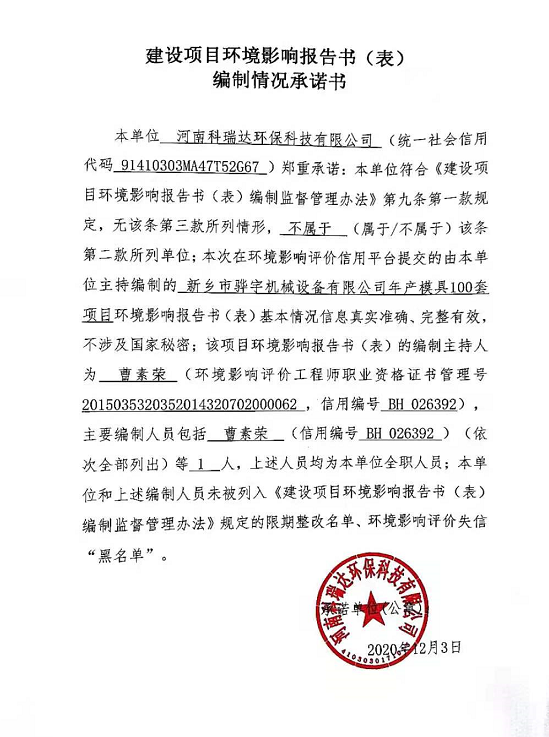 建设项目环境影响报告书（表）
编制情况承诺书
本单位 河南科瑞达环保科技有限公司（统一社会信用
代码 91410303MA47T52G67 ）郑重承诺：本单位符合《建设项
目环境影响报告书（表）编制监督管理办法》第九条第一款规
定，无该条第三款所列情形， 不属于 （属于/不属于）该条
第二款所列单位；本次在环境影响评价信用平台提交的由本单
位主持编制的 新乡市骅宇机械设备有限公司年产模具100套
项目环境影响报告书（表）基本情况信息真实准确、完整有效，
不涉及国家秘密；该项目环境影响报告书（表）的编制主持人
为 曹素荣 （环境影响评价工程师职业资格证书管理号
2015035320352014320702000062 ，信用编号 BH 026392），
主要编制人员包括 曹素荣 （信用编号 BH 026392 ）（依
次全部列出）等 1 人，上述人员均为本单位全职人员；本单
位和上述编制人员未被列入《建设项目环境影响报告书（表）
编制监督管理办法》规定的限期整改名单、环境影响评价失信
“黑名单”。
河南科瑞达环保科技有限公司
承诺单位(公章)
2020年12月3日